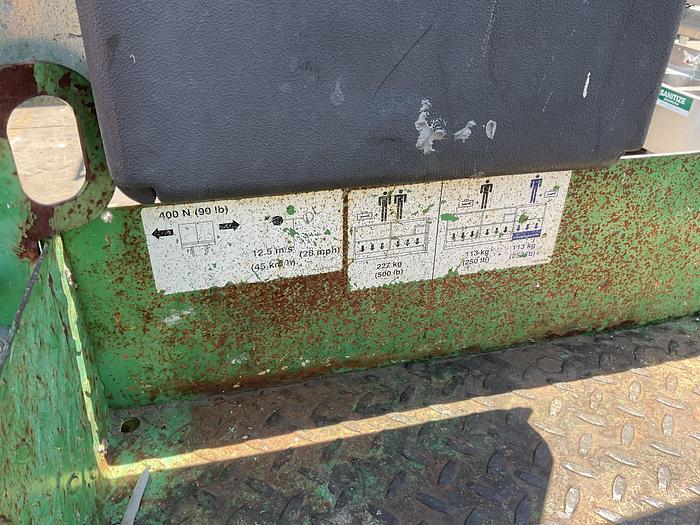 SANITIZE
400 N (90 lb)
12.5 m/s (28 mph)
(45 km/h)
227 kg
(500 lb)
113 kg
(250 lb)
113 kg
(250 lb)